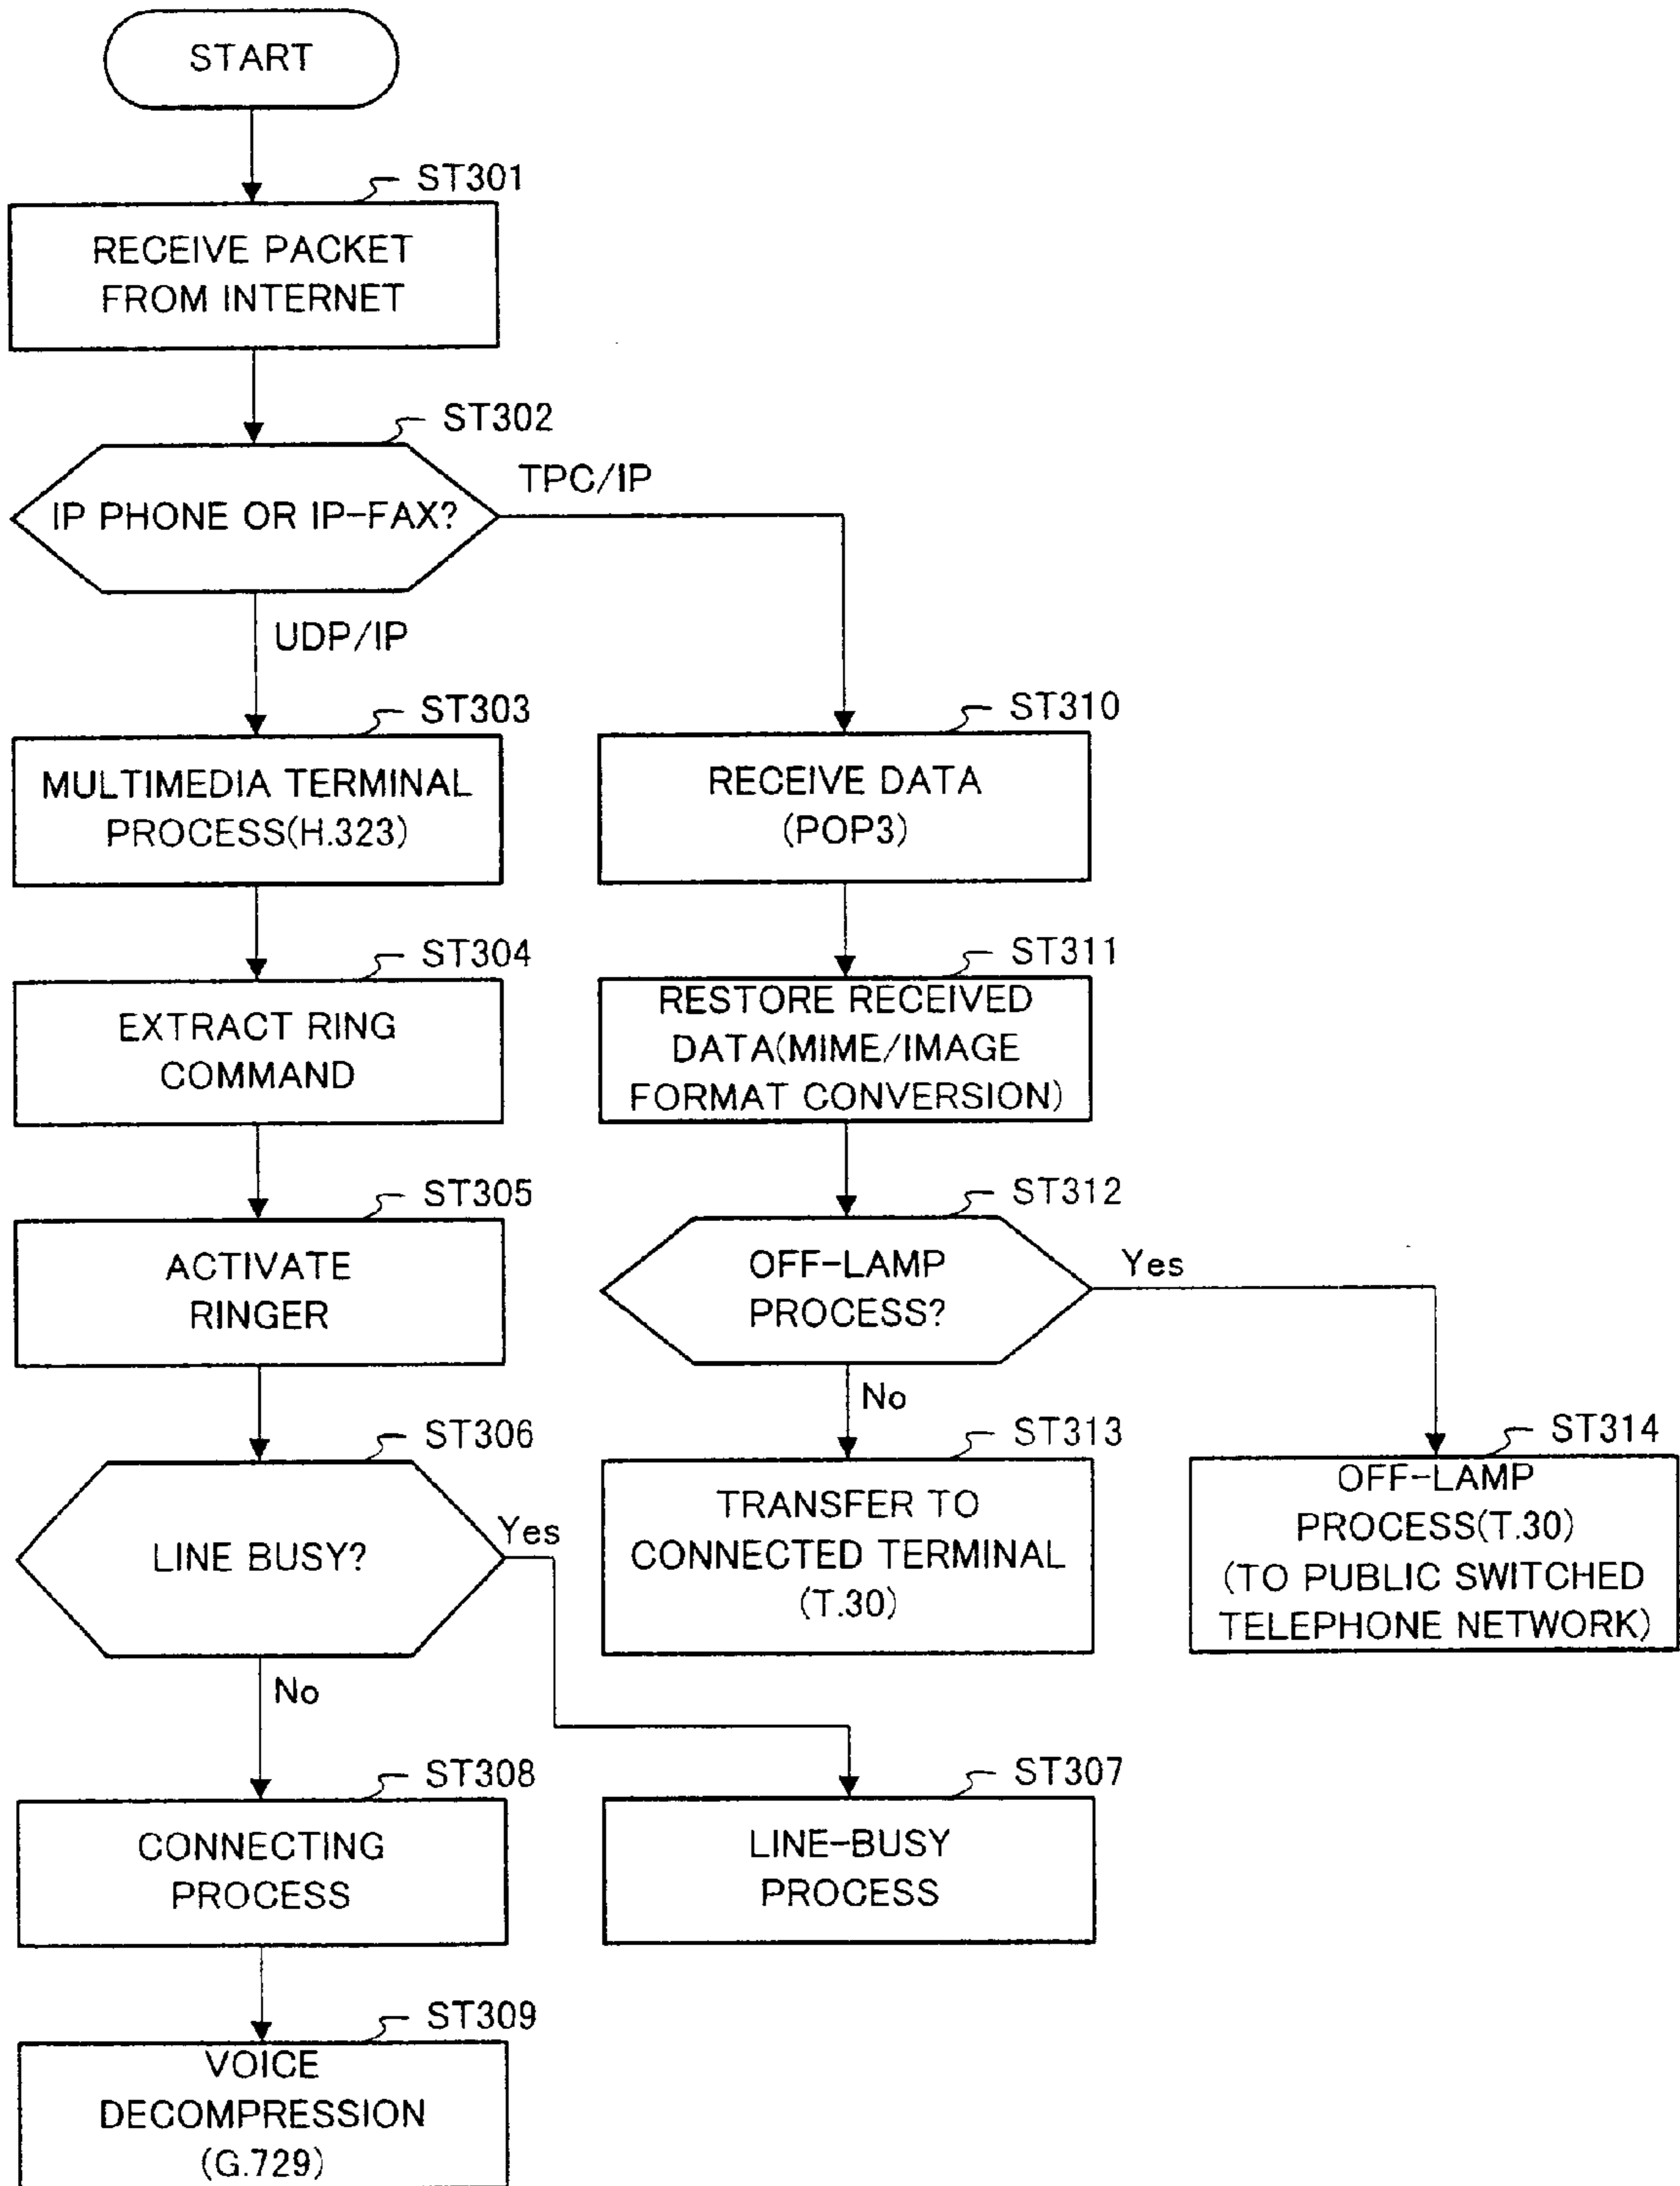 START
ST301
RECEIVE PACKET
FROM INTERNET
ST302
IP PHONE OR IP-FAX?
TPC/IP
UDP/IP
ST303
MULTIMEDIA TERMINAL
PROCESS(H.323)
ST304
EXTRACT RING
COMMAND
ST305
ACTIVATE
RINGER
ST306
LINE BUSY?
Yes
No
ST308
CONNECTING
PROCESS
ST309
VOICE
DECOMPRESSION
(G.729)
ST307
LINE-BUSY
PROCESS
ST310
RECEIVE DATA
(POP3)
ST311
RESTORE RECEIVED
DATA(MIME/IMAGE
FORMAT CONVERSION)
ST312
OFF-LAMP
PROCESS?
Yes
No
ST313
TRANSFER TO
CONNECTED TERMINAL
(T.30)
ST314
OFF-LAMP
PROCESS(T.30)
(TO PUBLIC SWITCHED
TELEPHONE NETWORK)